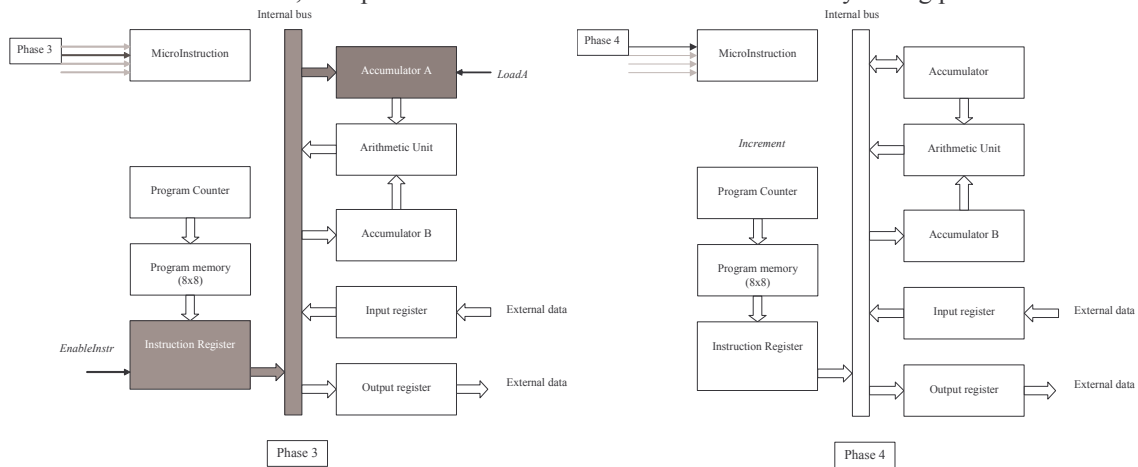 Internal bus
Phase 3
MicroInstruction
Accumulator A
LoadA
Arithmetic Unit
Program Counter
Accumulator B
Program memory
(8x8)
Input register
External data
EnableInstr
Instruction Register
Output register
External data
Phase 3
Internal bus
Phase 4
MicroInstruction
Accumulator
Increment
Arithmetic Unit
Program Counter
Accumulator B
Program memory
(8x8)
Input register
External data
Instruction Register
Output register
External data
Phase 4